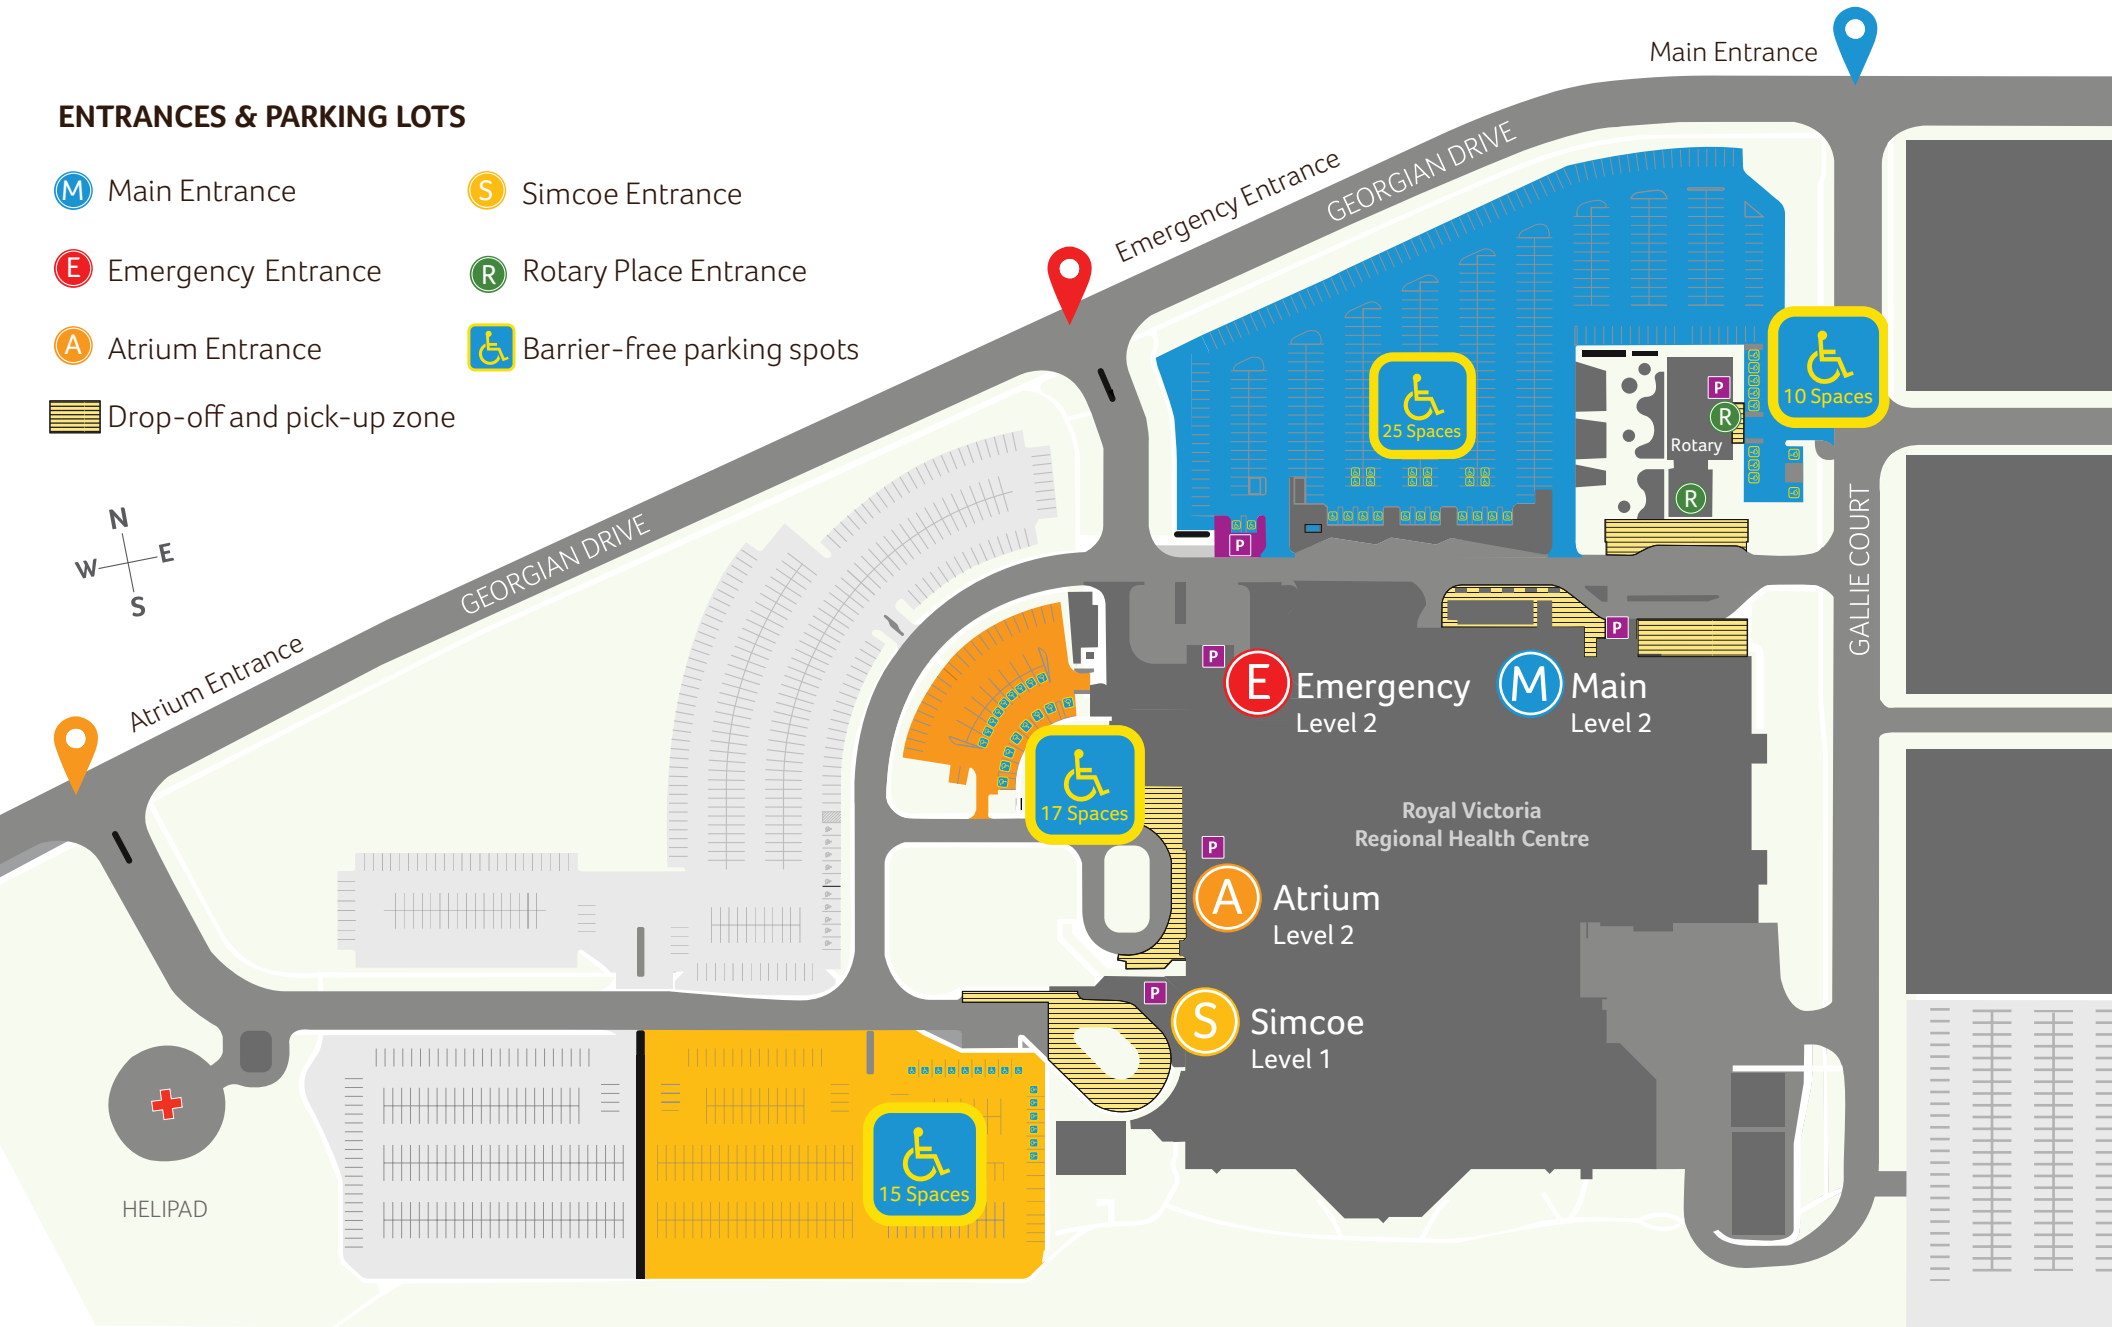 Main Entrance
ENTRANCES & PARKING LOTS
M Main Entrance
S Simcoe Entrance
E Emergency Entrance
R Rotary Place Entrance
A Atrium Entrance
Barrier-free parking spots
Drop-off and pick-up zone
N
W
E
S
Emergency Entrance
GEORGIAN DRIVE
GEORGIAN DRIVE
Atrium Entrance
25 Spaces
10 Spaces
P
R
Rotary
R
P
GALLIE COURT
P
P
E Emergency
Level 2
M Main
Level 2
17 Spaces
Royal Victoria
Regional Health Centre
P
A Atrium
Level 2
P
S Simcoe
Level 1
15 Spaces
HELIPAD